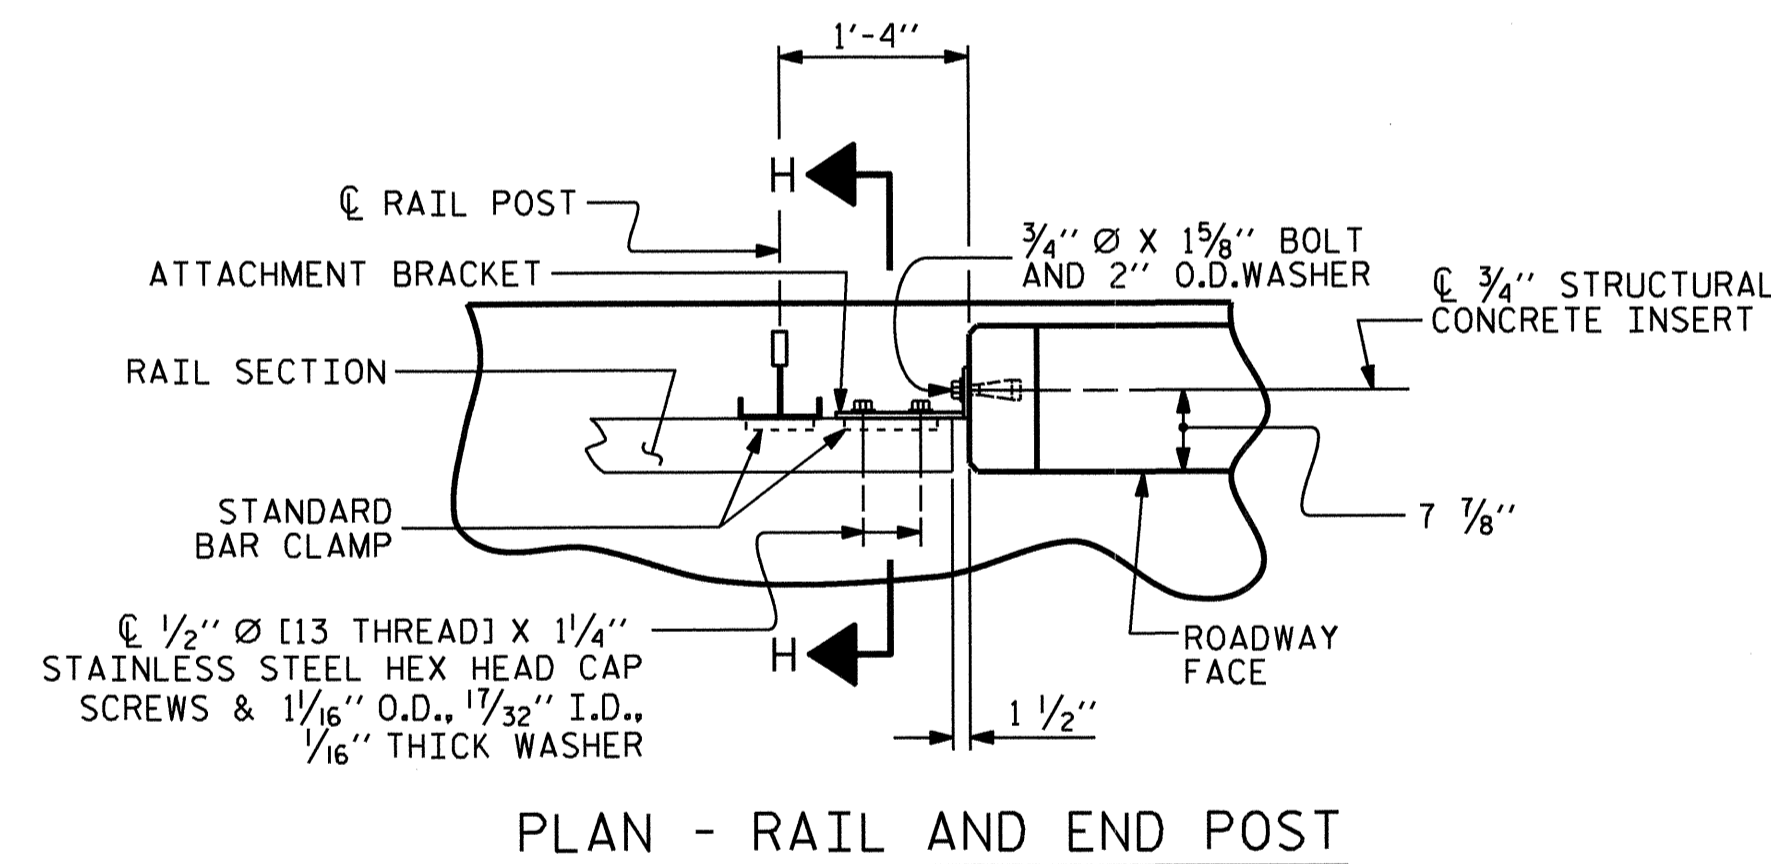 1'-4"
H
℄ RAIL POST
ATTACHMENT BRACKET
3/4" Ø X 1 5/8" BOLT
AND 2" O.D.WASHER
℄ 3/4" STRUCTURAL
CONCRETE INSERT
RAIL SECTION
STANDARD
BAR CLAMP
7 7/8"
℄ 1/2" Ø [13 THREAD] X 1 1/4"
STAINLESS STEEL HEX HEAD CAP
SCREWS & 1 1/16" O.D., 17/32" I.D.,
1/16" THICK WASHER
H
ROADWAY
FACE
1 1/2"
PLAN - RAIL AND END POST